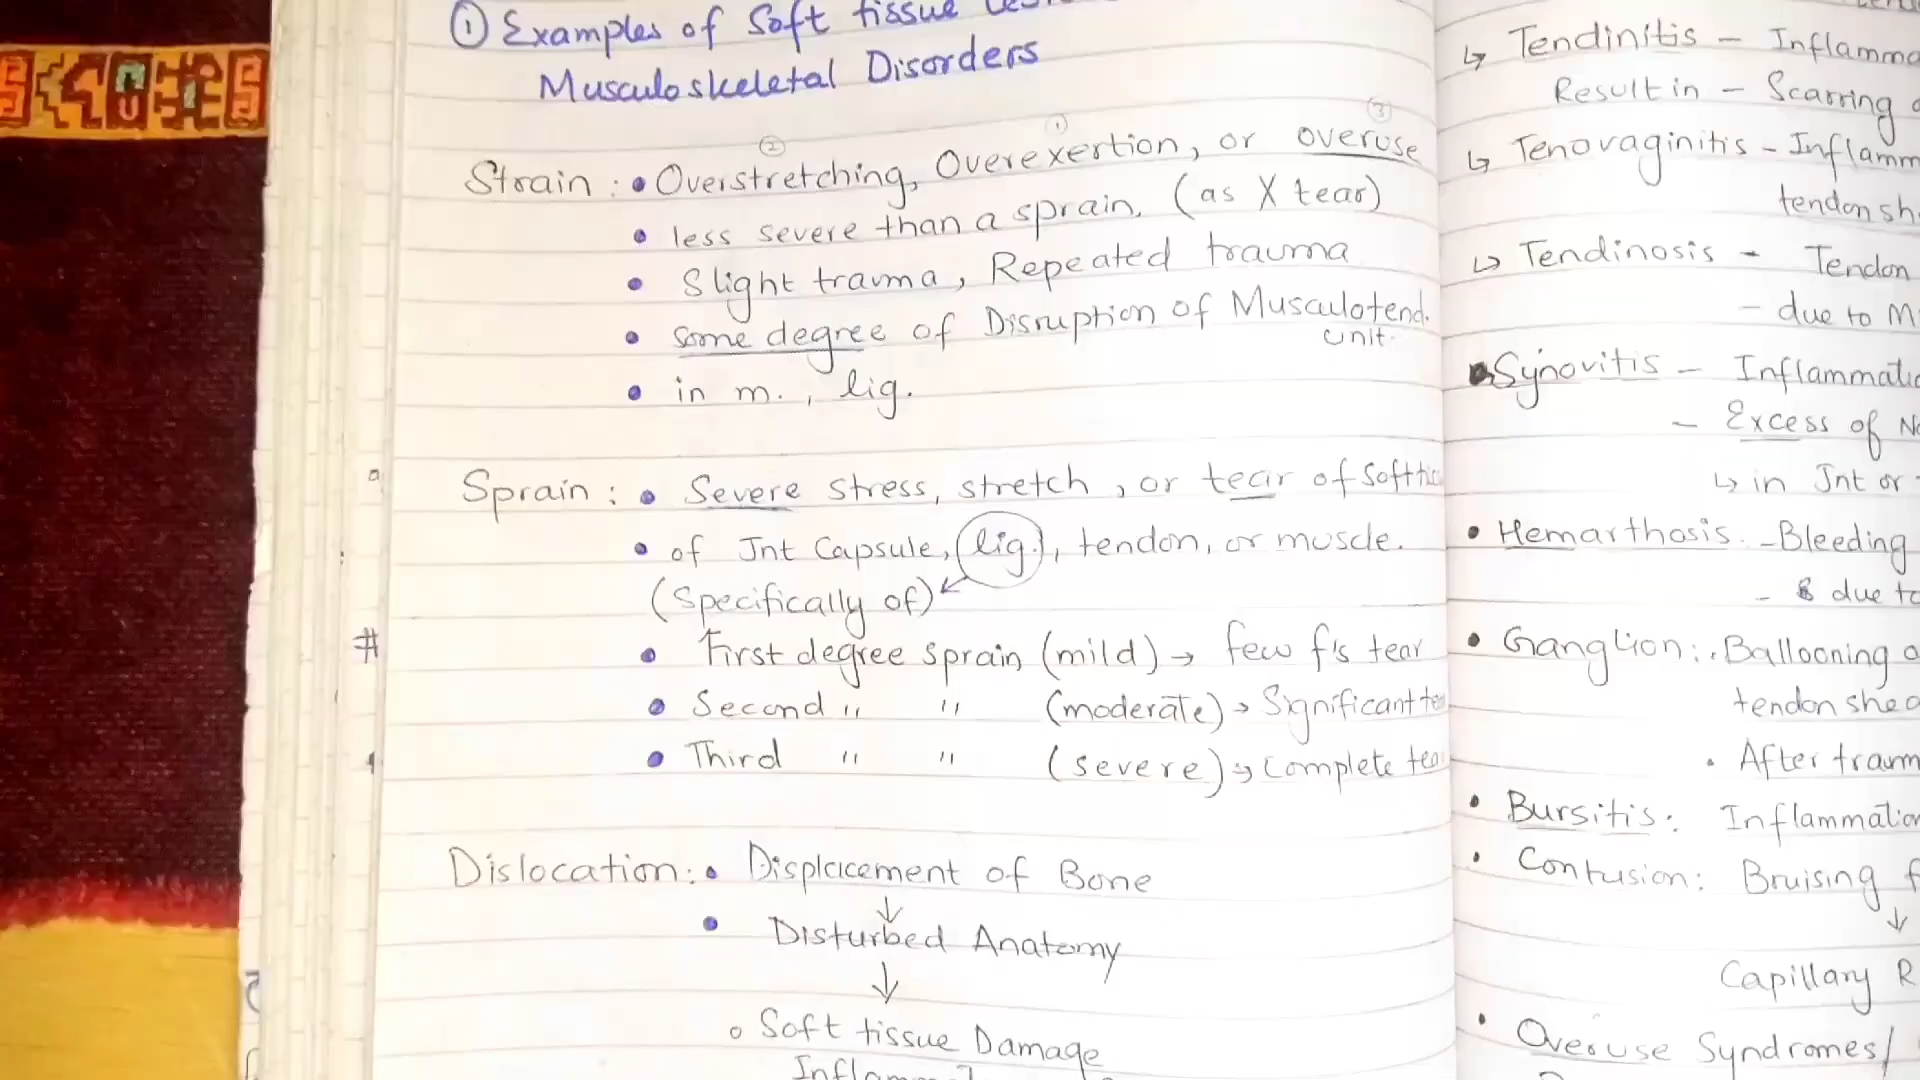 ① Examples of Soft tissue
Musculoskeletal Disorders
② ① ③
Strain : • Overstretching, Overexertion, or overuse
• less severe than a sprain. (as X tear)
• Slight trauma, Repeated trauma
• some degree of Disruption of Musculotend.
unit.
• in m., lig.
Sprain : • Severe stress, stretch, or tear of Soft
• of Jnt Capsule, lig., tendon, or muscle.
(Specifically of)
#
• First degree sprain (mild) → few f's tear
• Second " " (moderate) → Significant
• Third " " (severe) → Complete
Dislocation : • Displacement of Bone
↓
• Disturbed Anatomy
↓
o Soft tissue Damage
↳ Tendinitis - Inflamma
Result in - Scarring
↳ Tenovaginitis - Inflamm
tendon sh
↳ Tendinosis - Tendon
- due to M
Synovitis - Inflammati
- Excess of
↳ in Jnt or
• Hemarthosis. - Bleeding
- due to
• Ganglion : . Ballooning
tendon shea
• After traum
• Bursitis : Inflammation
• Contusion : Bruising f
↓
Capillary R
• Overuse Syndromes/